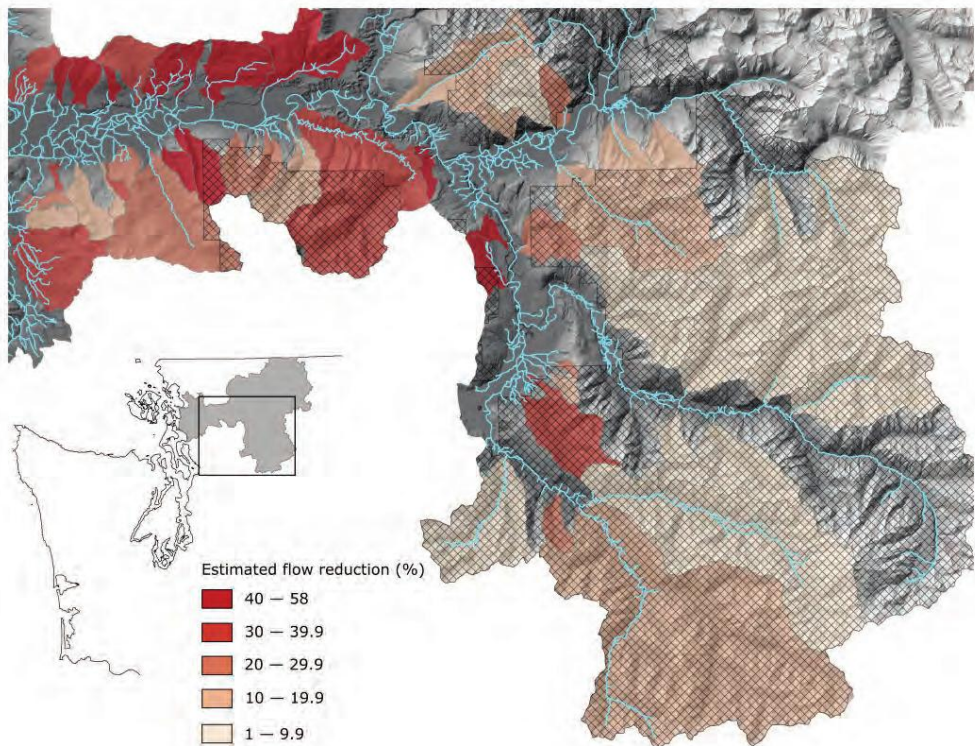 Estimated flow reduction (%)
40 — 58
30 — 39.9
20 — 29.9
10 — 19.9
1 — 9.9